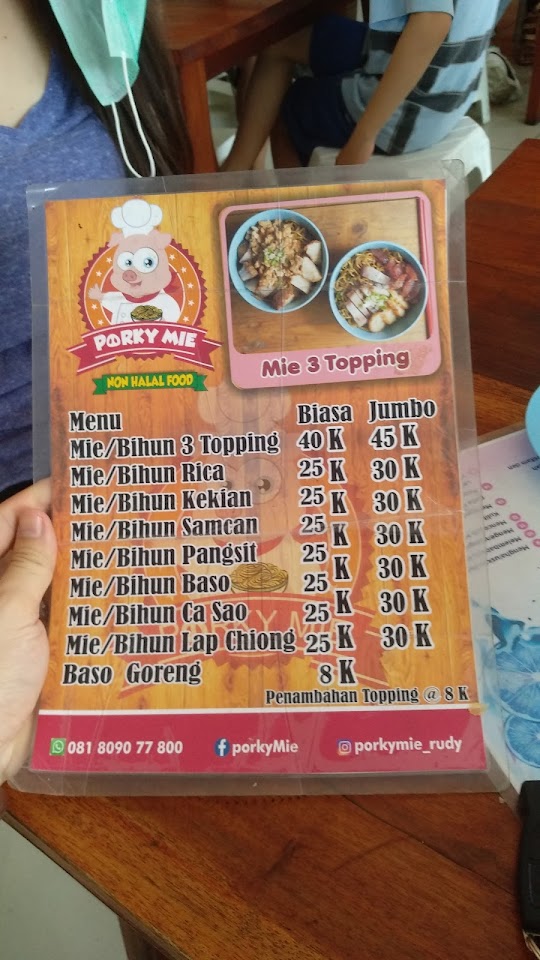 PORKY MIE
NON HALAL FOOD
Mie 3 Topping
Menu Biasa Jumbo
Mie/Bihun 3 Topping 40 K 45 K
Mie/Bihun Rica 25 K 30 K
Mie/Bihun Kekian 25 K 30 K
Mie/Bihun Samcan 25 K 30 K
Mie/Bihun Pangsit 25 K 30 K
Mie/Bihun Baso 25 K 30 K
Mie/Bihun Ca Sao 25 K 30 K
Mie/Bihun Lap Chiong 25 K 30 K
Baso Goreng 8 K
Penambahan Topping @ 8 K
081 8090 77 800 porkyMie porkymie_rudy